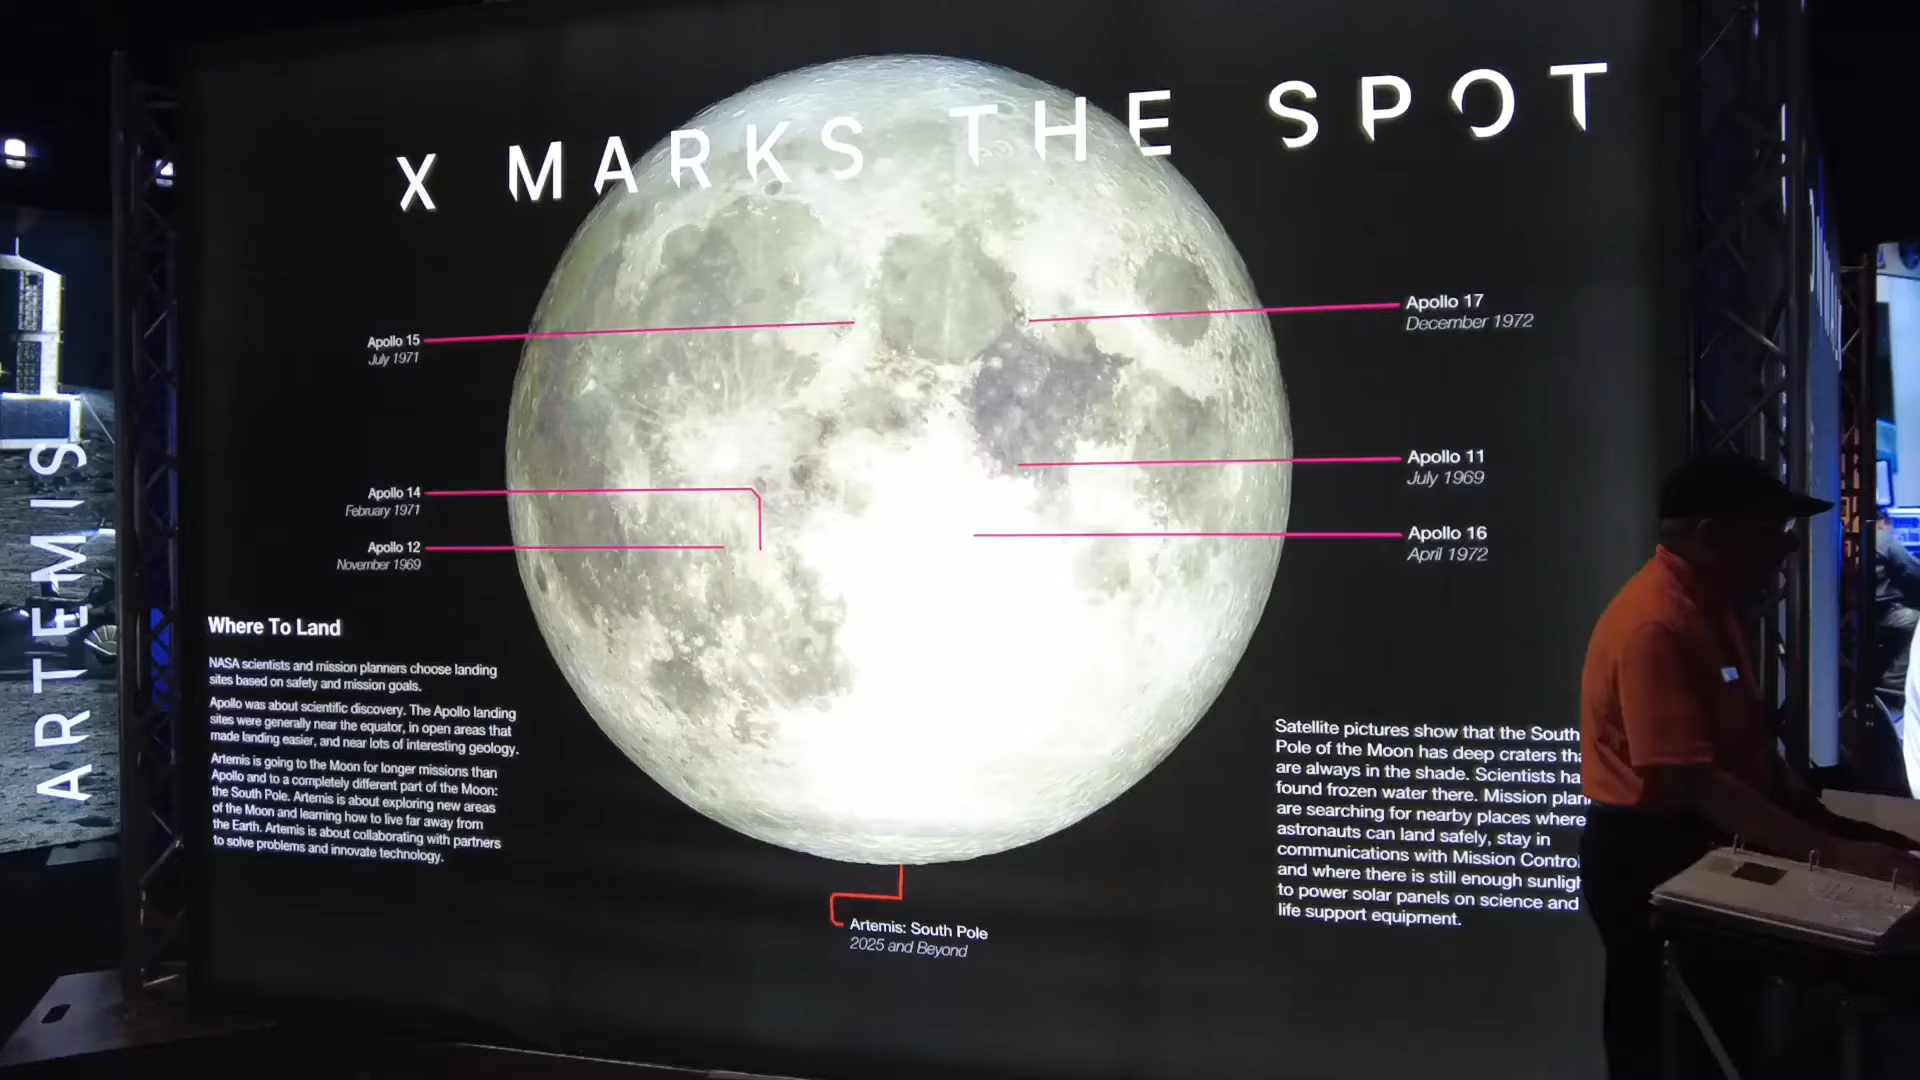 X MARKS THE SPOT
Apollo 15
July 1971
Apollo 14
February 1971
Apollo 12
November 1969
Apollo 17
December 1972
Apollo 11
July 1969
Apollo 16
April 1972
Where To Land
NASA scientists and mission planners choose landing
sites based on safety and mission goals.
Apollo was about scientific discovery. The Apollo landing
sites were generally near the equator, in open areas that
made landing easier, and near lots of interesting geology.
Artemis is going to the Moon for longer missions than
Apollo and to a completely different part of the Moon:
the South Pole. Artemis is about exploring new areas
of the Moon and learning how to live far away from
the Earth. Artemis is about collaborating with partners
to solve problems and innovate technology.
Artemis: South Pole
2025 and Beyond
Satellite pictures show that the South
Pole of the Moon has deep craters tha
are always in the shade. Scientists ha
found frozen water there. Mission plan
are searching for nearby places where
astronauts can land safely, stay in
communications with Mission Contro
and where there is still enough sunligh
to power solar panels on science and
life support equipment.
ARTEMIS